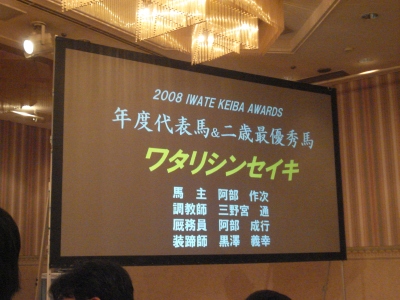 2008 IWATE KEIBA AWARDS
年度代表馬&二歳最優秀馬
ワタリシンセイキ
馬 主 阿部 作次
調教師 三野宮 通
厩務員 阿部 成行
装蹄師 黒澤 義幸